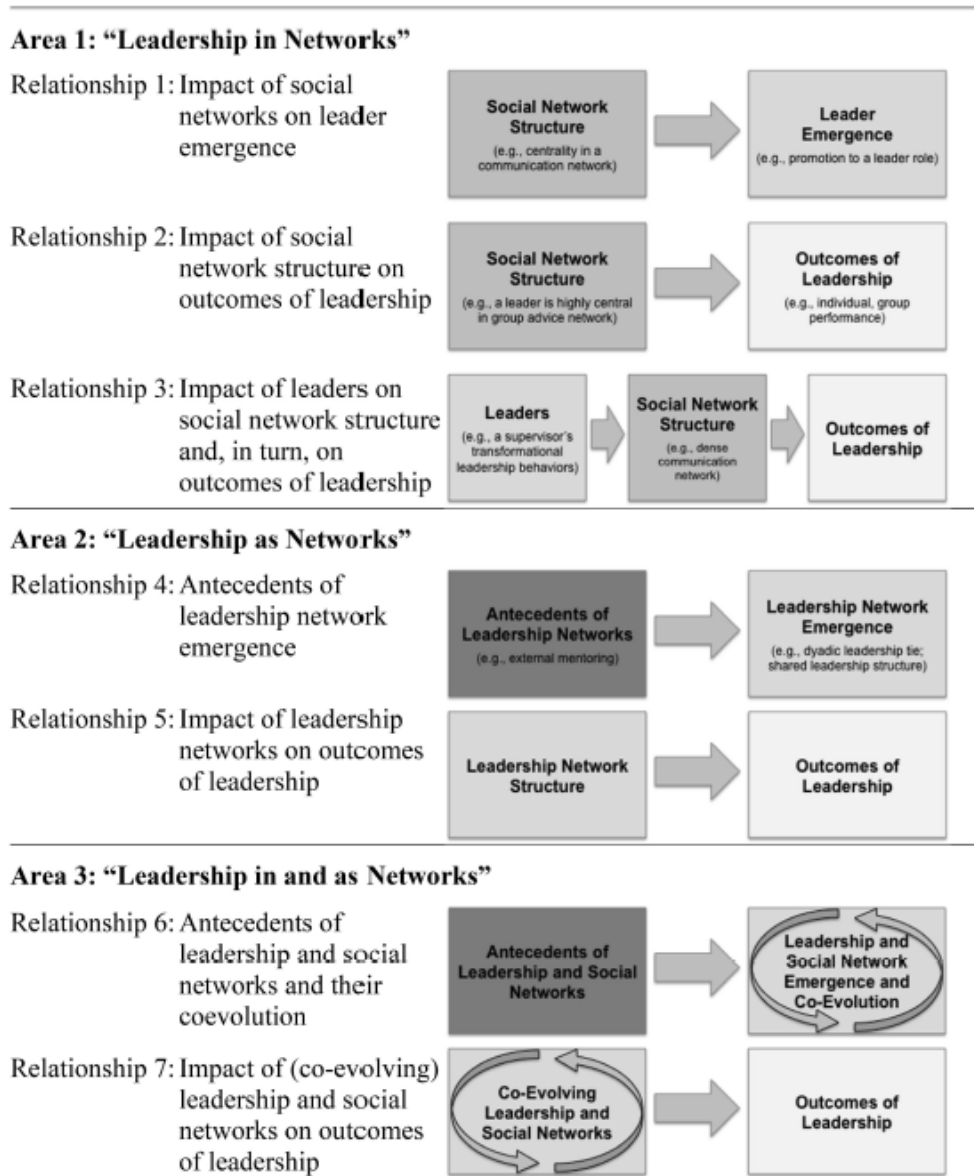 Area 1: “Leadership in Networks”
Relationship 1: Impact of social
networks on leader
emergence
Social Network
Structure
(e.g., centrality in a
communication network)
Leader
Emergence
(e.g., promotion to a leader role)
Relationship 2: Impact of social
network structure on
outcomes of leadership
Social Network
Structure
(e.g., a leader is highly central
in group advice network)
Outcomes of
Leadership
(e.g., individual, group
performance)
Relationship 3: Impact of leaders on
social network structure
and, in turn, on
outcomes of leadership
Leaders
(e.g., a supervisor’s
transformational
leadership behaviors)
Social Network
Structure
(e.g., dense
communication
network)
Outcomes of
Leadership
Area 2: “Leadership as Networks”
Relationship 4: Antecedents of
leadership network
emergence
Antecedents of
Leadership Networks
(e.g., external mentoring)
Leadership Network
Emergence
(e.g., dyadic leadership tie;
shared leadership structure)
Relationship 5: Impact of leadership
networks on outcomes
of leadership
Leadership Network
Structure
Outcomes of
Leadership
Area 3: “Leadership in and as Networks”
Relationship 6: Antecedents of
leadership and social
networks and their
coevolution
Antecedents of
Leadership and Social
Networks
Leadership and
Social Network
Emergence and
Co-Evolution
Relationship 7: Impact of (co-evolving)
leadership and social
networks on outcomes
of leadership
Co-Evolving
Leadership and
Social Networks
Outcomes of
Leadership